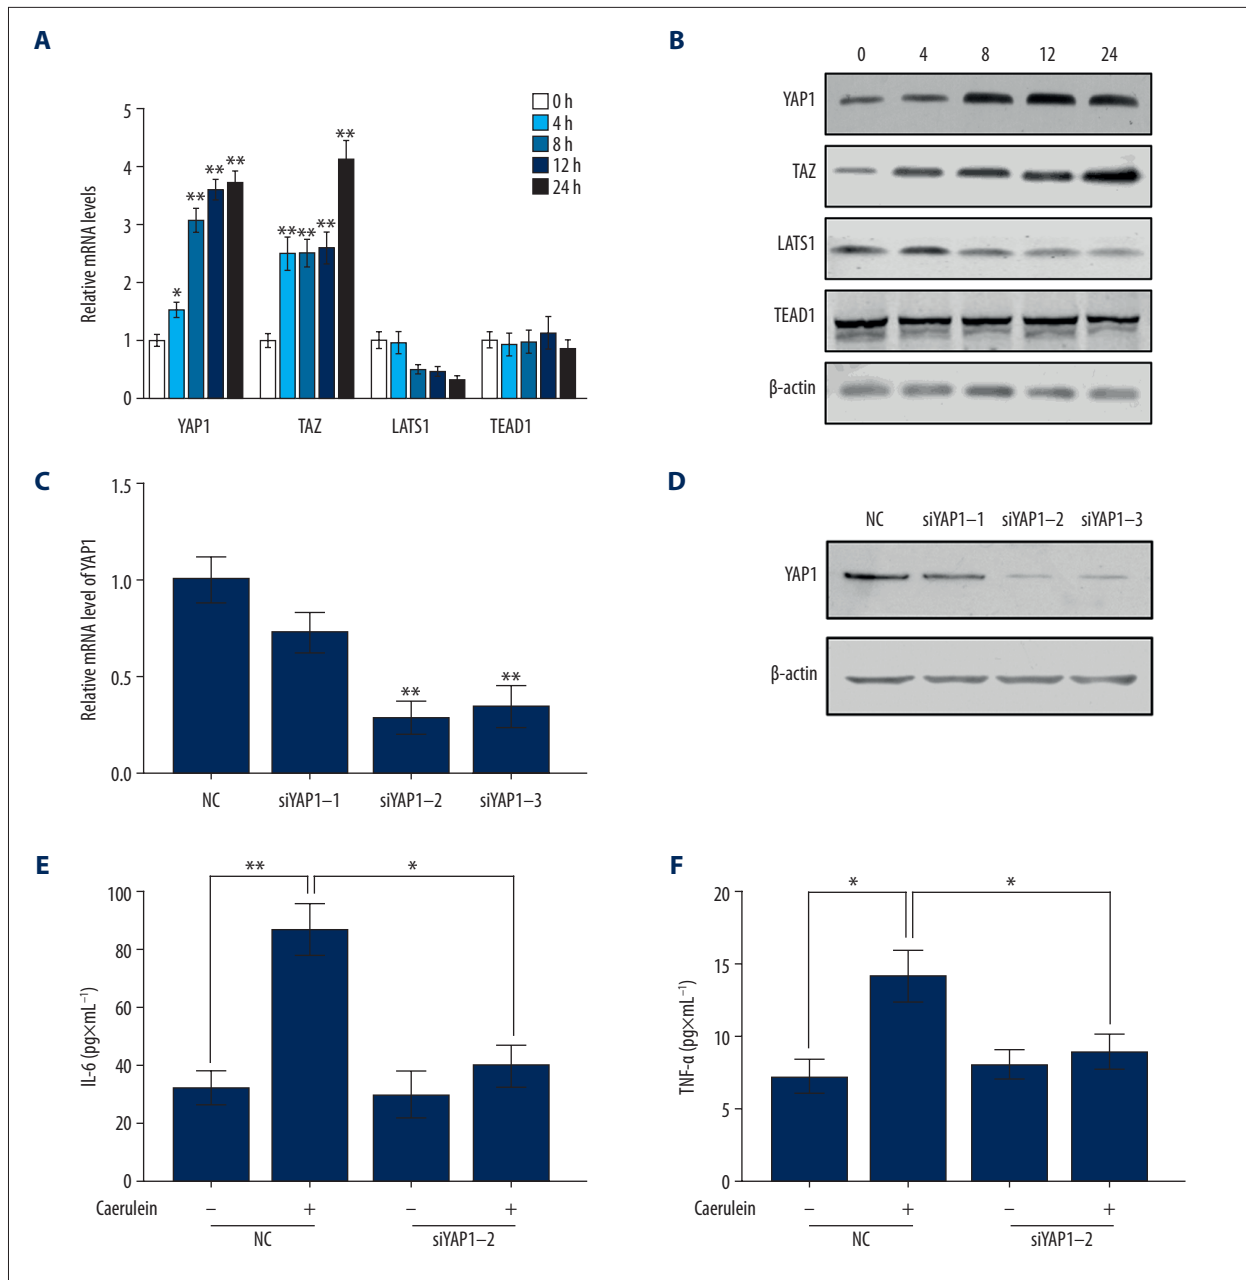 A
Relative mRNA levels
5
4
3
2
1
0
0 h
4 h
8 h
12 h
24 h
*
**
**
**
**
**
**
**
YAP1 TAZ LATS1 TEAD1
B
0 4 8 12 24
YAP1
TAZ
LATS1
TEAD1
β-actin
C
Relative mRNA level of YAP1
1.5
1.0
0.5
0.0
**
**
NC siYAP1–1 siYAP1–2 siYAP1–3
D
NC siYAP1–1 siYAP1–2 siYAP1–3
YAP1
β-actin
E
IL-6 (pg×mL⁻¹)
100
80
60
40
20
0
** *
Caerulein – + – +
NC siYAP1–2
F
TNF-α (pg×mL⁻¹)
20
15
10
5
0
* *
Caerulein – + – +
NC siYAP1–2